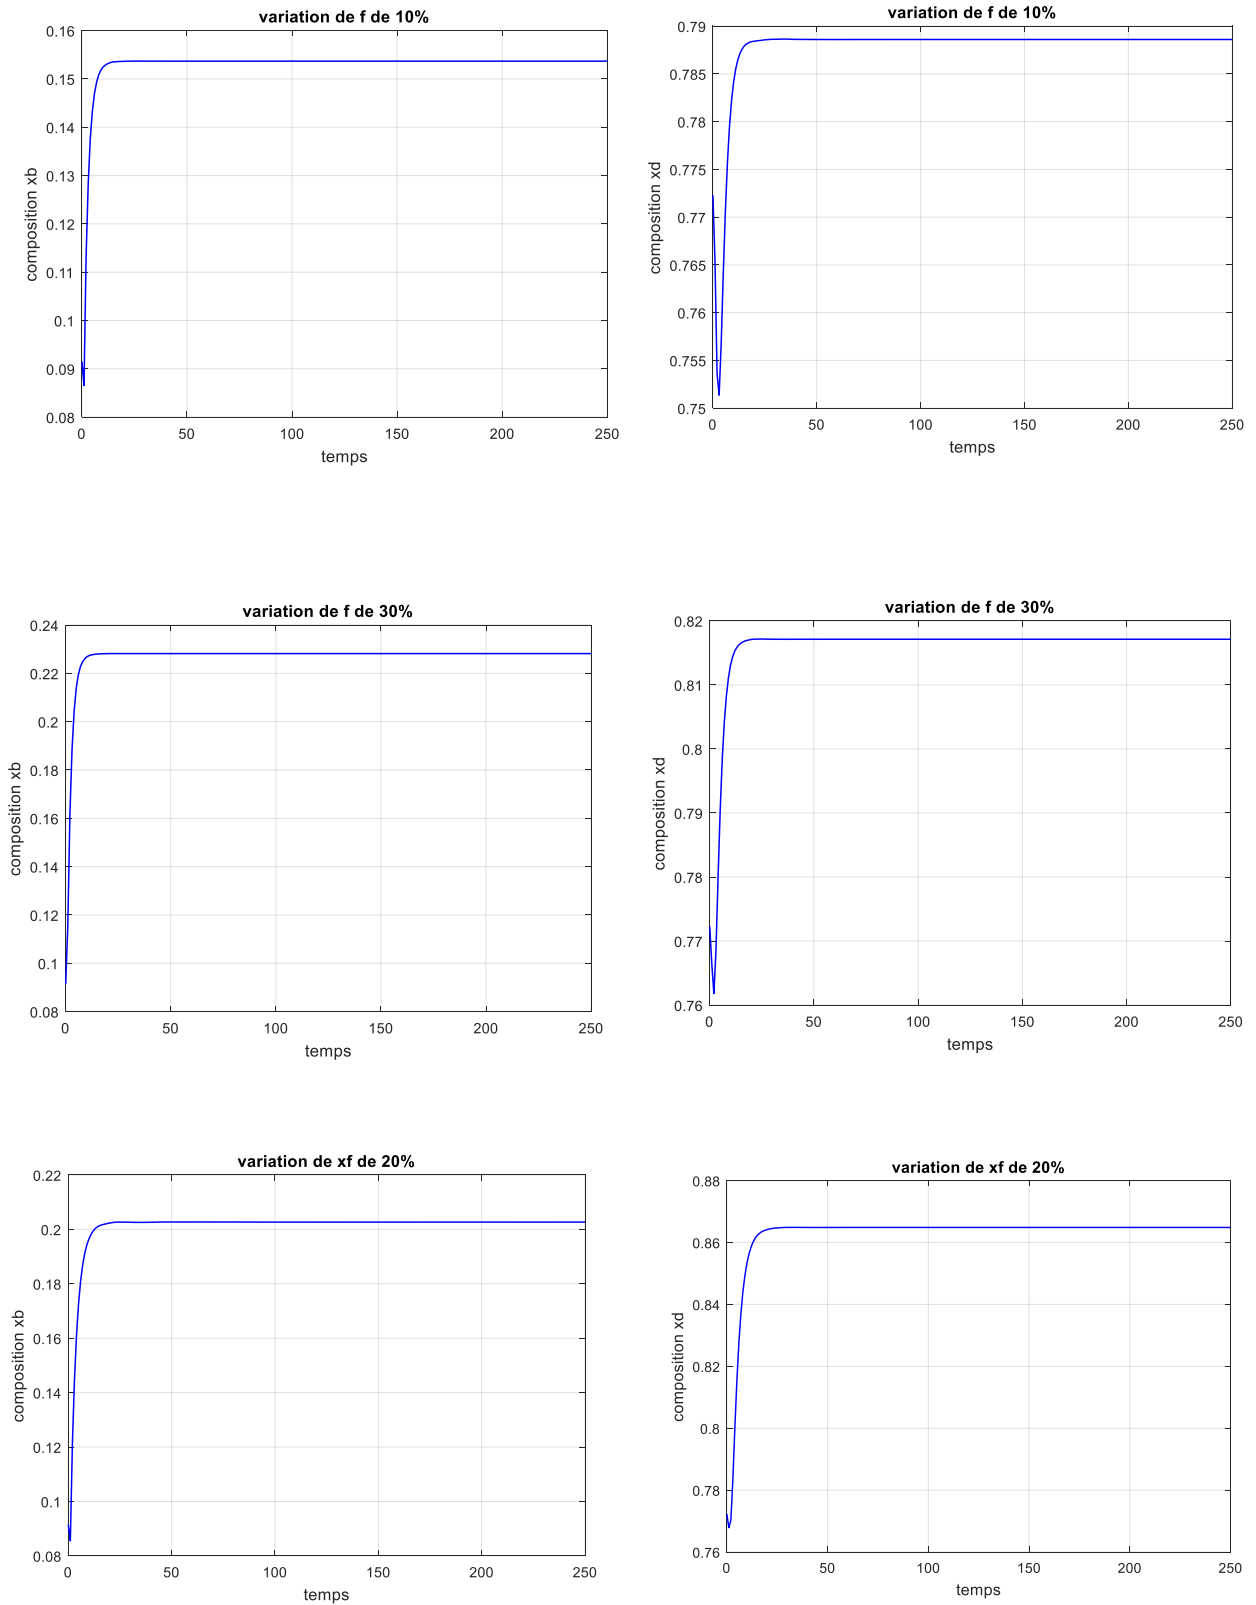 variation de f de 10%
0.16
0.15
0.14
0.13
0.12
0.11
0.1
0.09
0.08
composition xb
0 50 100 150 200 250
temps
variation de f de 10%
0.79
0.785
0.78
0.775
0.77
0.765
0.76
0.755
0.75
composition xd
0 50 100 150 200 250
temps
variation de f de 30%
0.24
0.22
0.2
0.18
0.16
0.14
0.12
0.1
0.08
composition xb
0 50 100 150 200 250
temps
variation de f de 30%
0.82
0.81
0.8
0.79
0.78
0.77
0.76
composition xd
0 50 100 150 200 250
temps
variation de xf de 20%
0.22
0.2
0.18
0.16
0.14
0.12
0.1
0.08
composition xb
0 50 100 150 200 250
temps
variation de xf de 20%
0.88
0.86
0.84
0.82
0.8
0.78
0.76
composition xd
0 50 100 150 200 250
temps